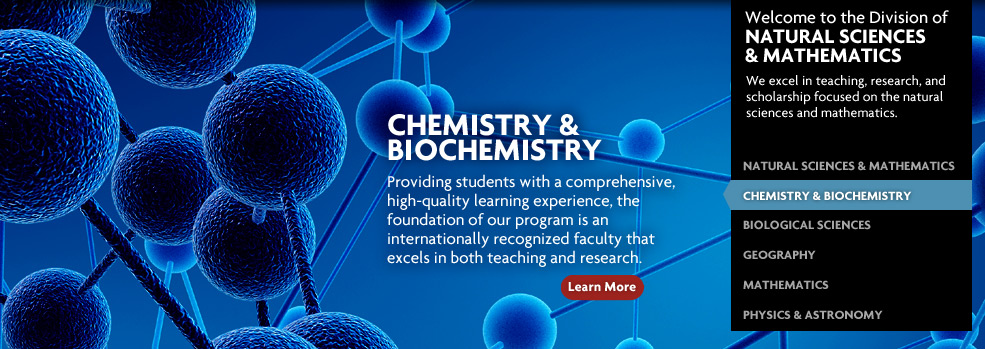 CHEMISTRY &
BIOCHEMISTRY
Providing students with a comprehensive,
high-quality learning experience, the
foundation of our program is an
internationally recognized faculty that
excels in both teaching and research.
Learn More
Welcome to the Division of
NATURAL SCIENCES
& MATHEMATICS
We excel in teaching, research, and
scholarship focused on the natural
sciences and mathematics.
NATURAL SCIENCES & MATHEMATICS
CHEMISTRY & BIOCHEMISTRY
BIOLOGICAL SCIENCES
GEOGRAPHY
MATHEMATICS
PHYSICS & ASTRONOMY